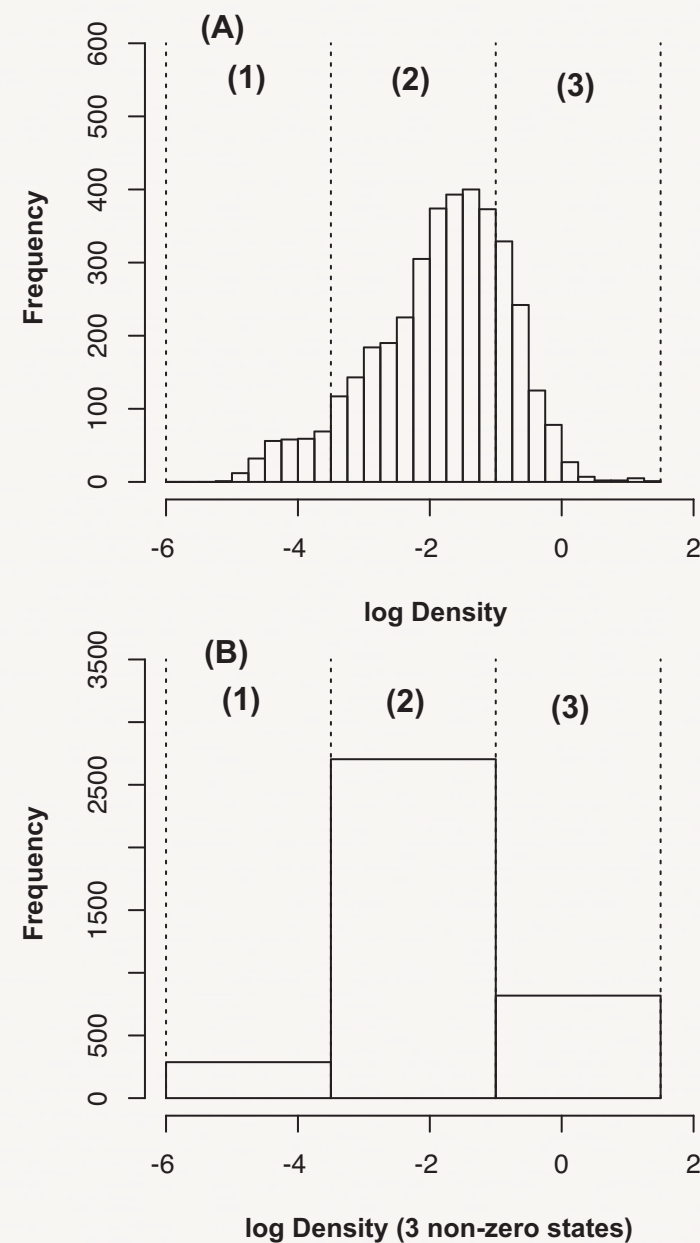 (A)
(1) (2) (3)
600
500
400
300
200
100
0
Frequency
-6 -4 -2 0 2
log Density
(B)
(1) (2) (3)
3500
2500
1500
500
0
Frequency
-6 -4 -2 0 2
log Density (3 non-zero states)